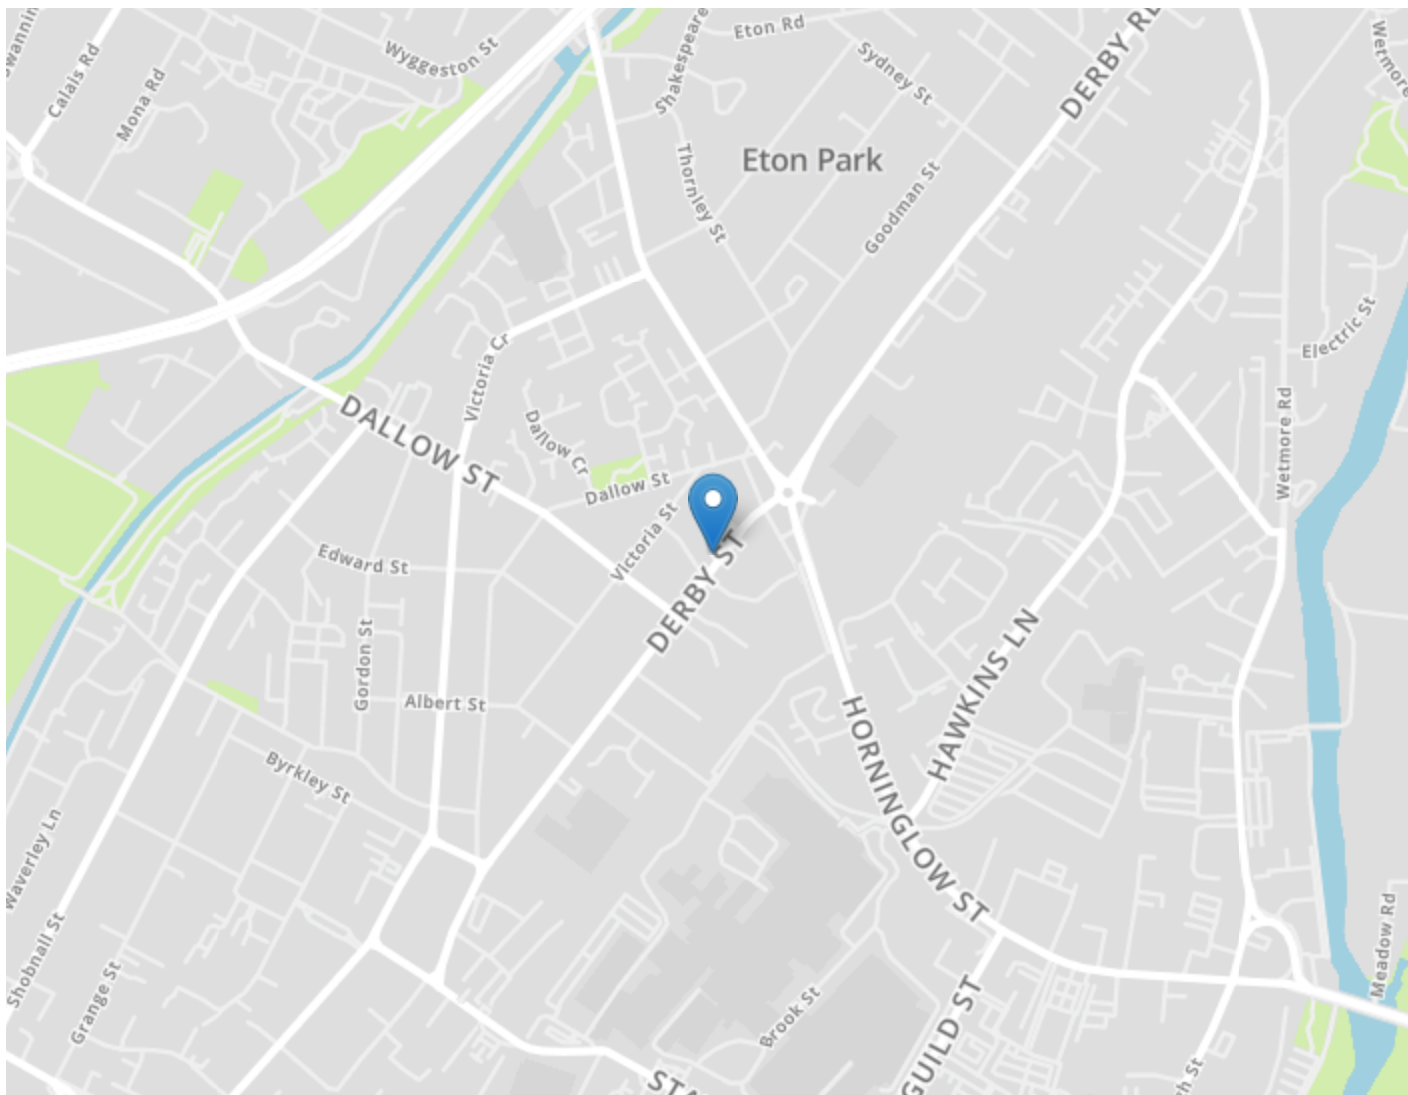 Eton Rd
Shakespeare
DERBY RD
Wyggeston St
Calais Rd
Mona Rd
Sydney St
Wetmore
Eton Park
Thornley St
Goodman St
Electric St
Victoria Cr
DALLOW ST
Dallow Cr
Dallow St
Wetmore Rd
Victoria St
DERBY ST
Edward St
Gordon St
Albert St
HAWKINS LN
HORNINGLOW ST
Byrkley St
Waverley Ln
Shobnall St
Grange St
Brook St
GUILD ST
Meadow Rd